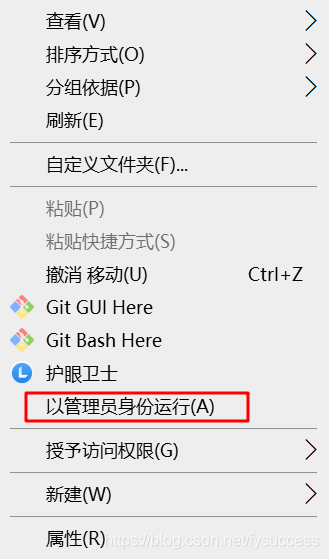 查看(V)
排序方式(O)
分组依据(P)
刷新(E)
自定义文件夹(F)...
粘贴(P)
粘贴快捷方式(S)
撤消 移动(U) Ctrl+Z
Git GUI Here
Git Bash Here
护眼卫士
以管理员身份运行(A)
授予访问权限(G)
新建(W)
属性(R)
https://blog.csdn.net/lysuccess